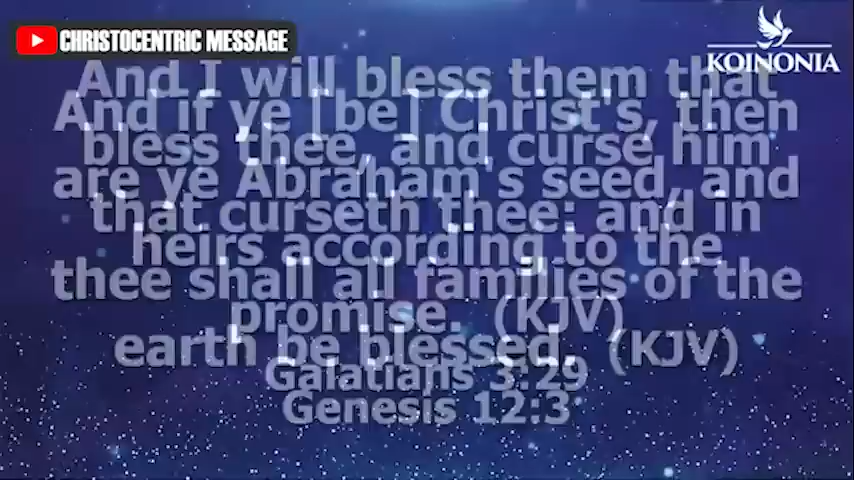 CHRISTOCENTRIC MESSAGE
KOINONIA
And I will bless them that
And if ye [be] Christ's, then
bless thee, and curse him
are ye Abraham's seed, and
that curseth thee: and in
heirs according to the
thee shall all families of the
promise. (KJV)
earth be blessed. (KJV)
Galatians 3:29
Genesis 12:3